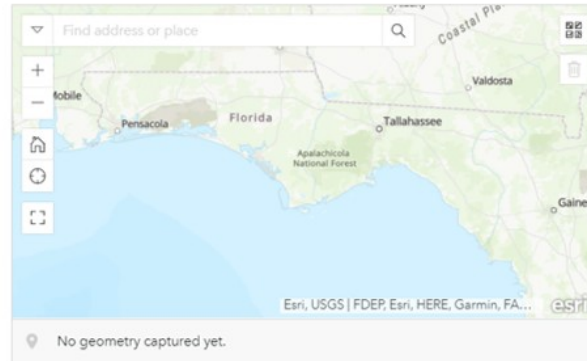 Find address or place
Coastal
Mobile
Pensacola
Florida
Valdosta
Tallahassee
Apalachicola
National Forest
Gaine
Esri, USGS | FDEP, Esri, HERE, Garmin, FA...
esri
No geometry captured yet.